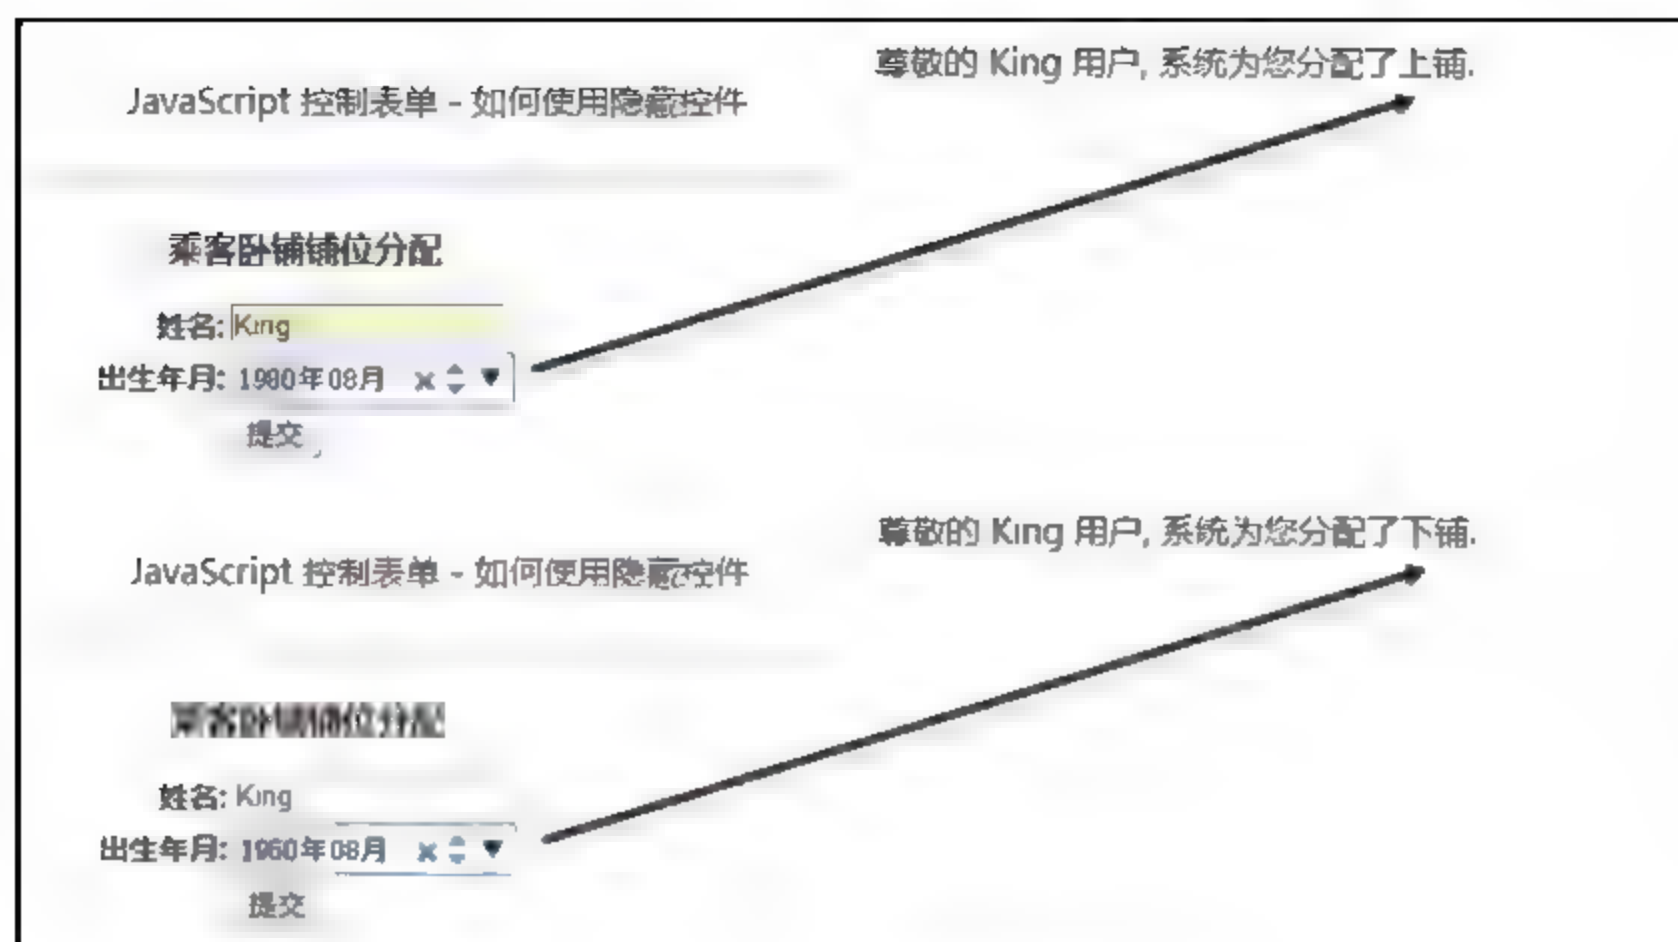 尊敬的 King 用户, 系统为您分配了上铺.
JavaScript 控制表单 - 如何使用隐藏控件
乘客卧铺铺位分配
姓名: King
出生年月: 1980年08月
提交
尊敬的 King 用户, 系统为您分配了下铺.
JavaScript 控制表单 - 如何使用隐藏控件
乘客卧铺铺位分配
姓名: King
出生年月: 1960年08月
提交